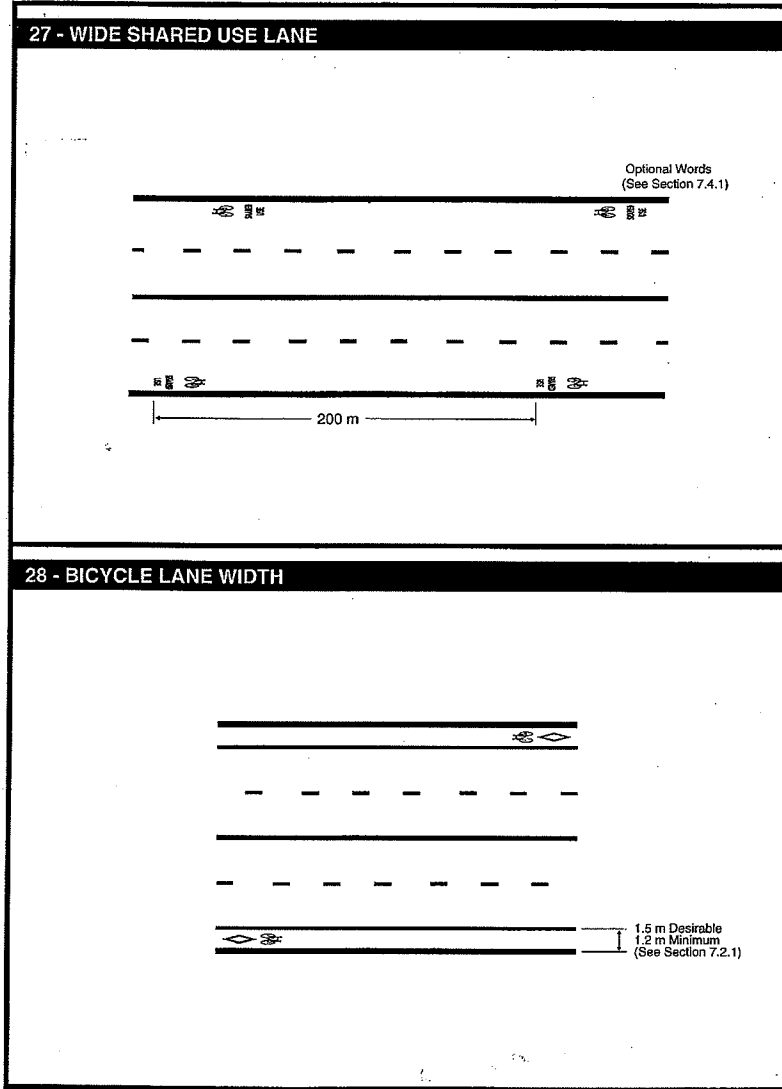 27 - WIDE SHARED USE LANE
Optional Words
(See Section 7.4.1)
200 m
28 - BICYCLE LANE WIDTH
1.5 m Desirable
1.2 m Minimum
(See Section 7.2.1)